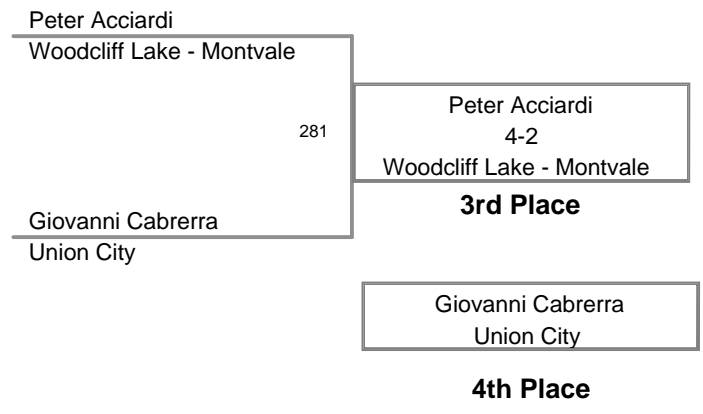 Peter Acciardi
Woodcliff Lake - Montvale
281
Peter Acciardi
4-2
Woodcliff Lake - Montvale
3rd Place
Giovanni Cabrerra
Union City
Giovanni Cabrerra
Union City
4th Place